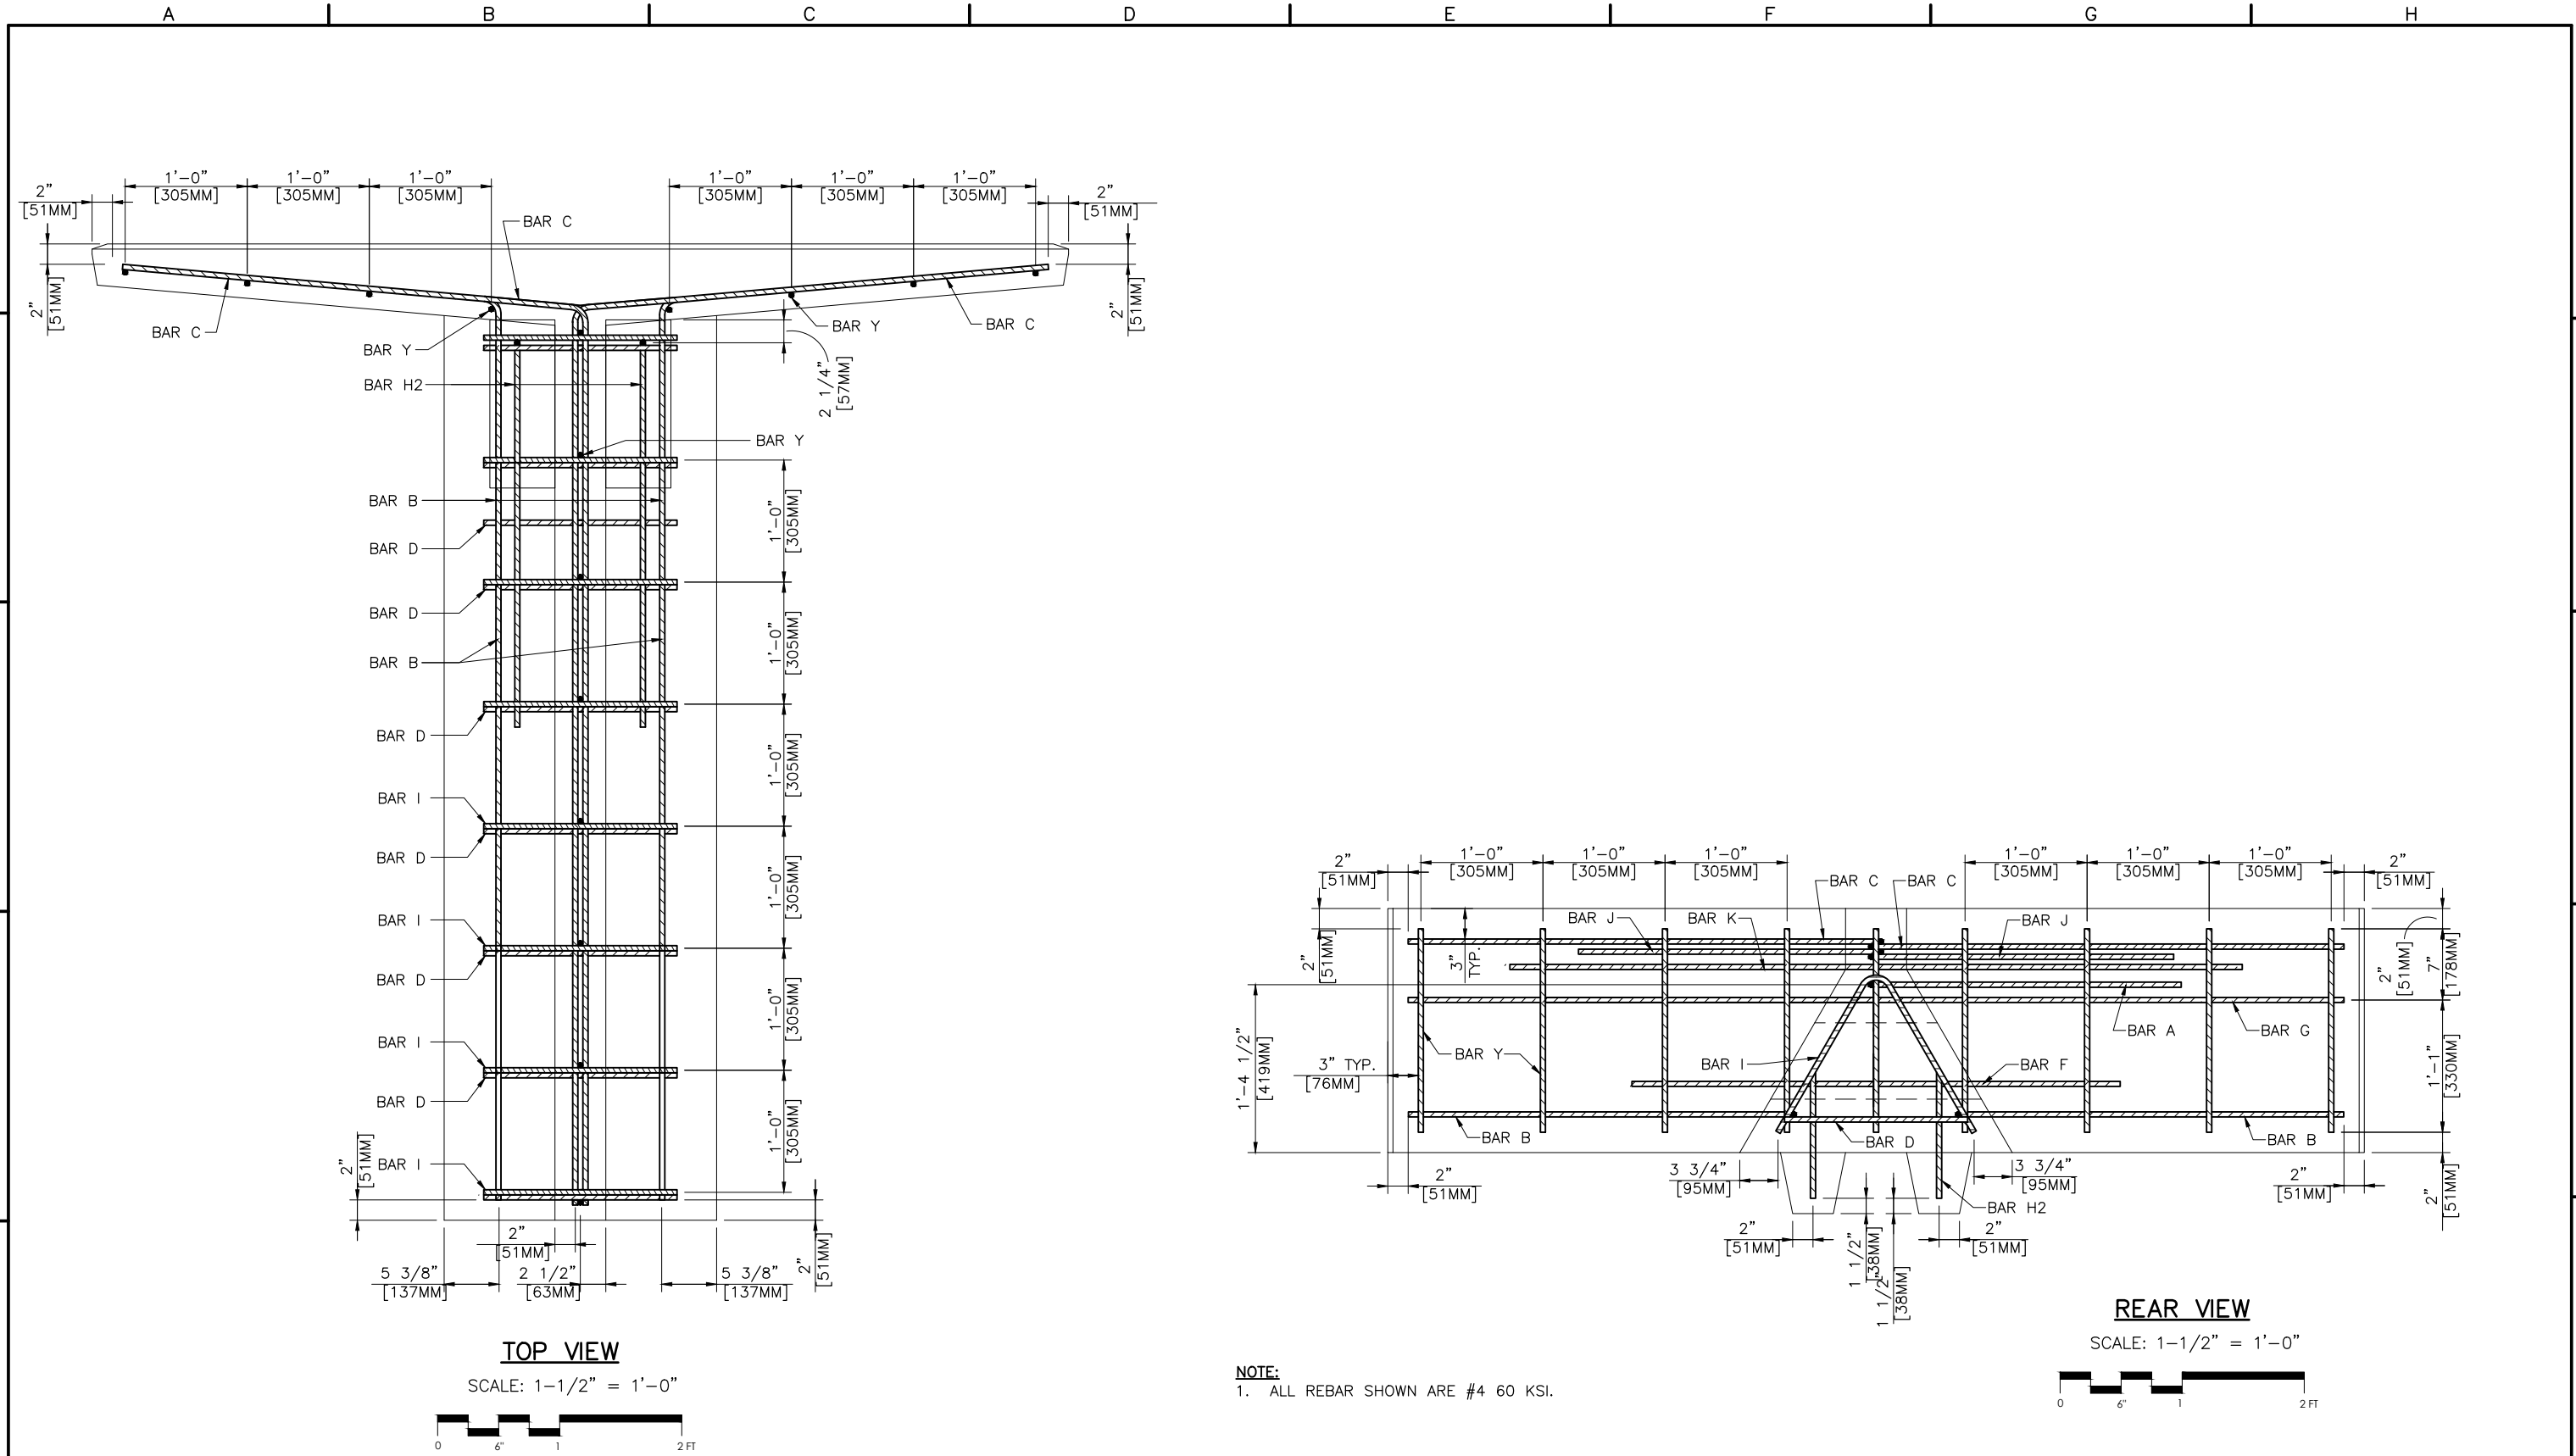 A B C D E F G H
1'-0" 1'-0" 1'-0" 1'-0" 1'-0" 1'-0"
[305MM] [305MM] [305MM] [305MM] [305MM] [305MM]
2"
[51MM]
2"
[51MM]
BAR C
2"
[51MM]
2"
[51MM]
BAR C
BAR Y
BAR C
BAR Y
2 1/4"
[57MM]
BAR H2
BAR Y
BAR B
1'-0"
[305MM]
BAR D
BAR D
1'-0"
[305MM]
BAR B
BAR D
1'-0"
[305MM]
BAR I
BAR D
1'-0"
[305MM]
BAR I
BAR D
1'-0"
[305MM]
BAR I
BAR D
1'-0"
[305MM]
BAR I
2"
[51MM]
2"
[51MM]
2"
[51MM]
5 3/8"
[137MM]
2 1/2"
[63MM]
5 3/8"
[137MM]
TOP VIEW
SCALE: 1-1/2" = 1'-0"
0 6" 1 2 FT
1'-0" 1'-0" 1'-0" 1'-0" 1'-0" 1'-0"
[305MM] [305MM] [305MM] [305MM] [305MM] [305MM]
2"
[51MM]
2"
[51MM]
BAR C BAR C
BAR J BAR K BAR J
2"
[51MM]
3"
TYP.
2"
[51MM]
7"
[178MM]
BAR A BAR G
1'-4 1/2"
[419MM]
3" TYP.
[76MM]
BAR Y
BAR I
BAR F
1'-1"
[330MM]
BAR B BAR D BAR B
3 3/4"
[95MM]
3 3/4"
[95MM]
2"
[51MM]
2"
[51MM]
2"
[51MM]
BAR H2
2"
[51MM]
1 1/2"
[38MM]
1 1/2"
[38MM]
2"
[51MM]
REAR VIEW
SCALE: 1-1/2" = 1'-0"
0 6" 1 2 FT
NOTE:
1. ALL REBAR SHOWN ARE #4 60 KSI.